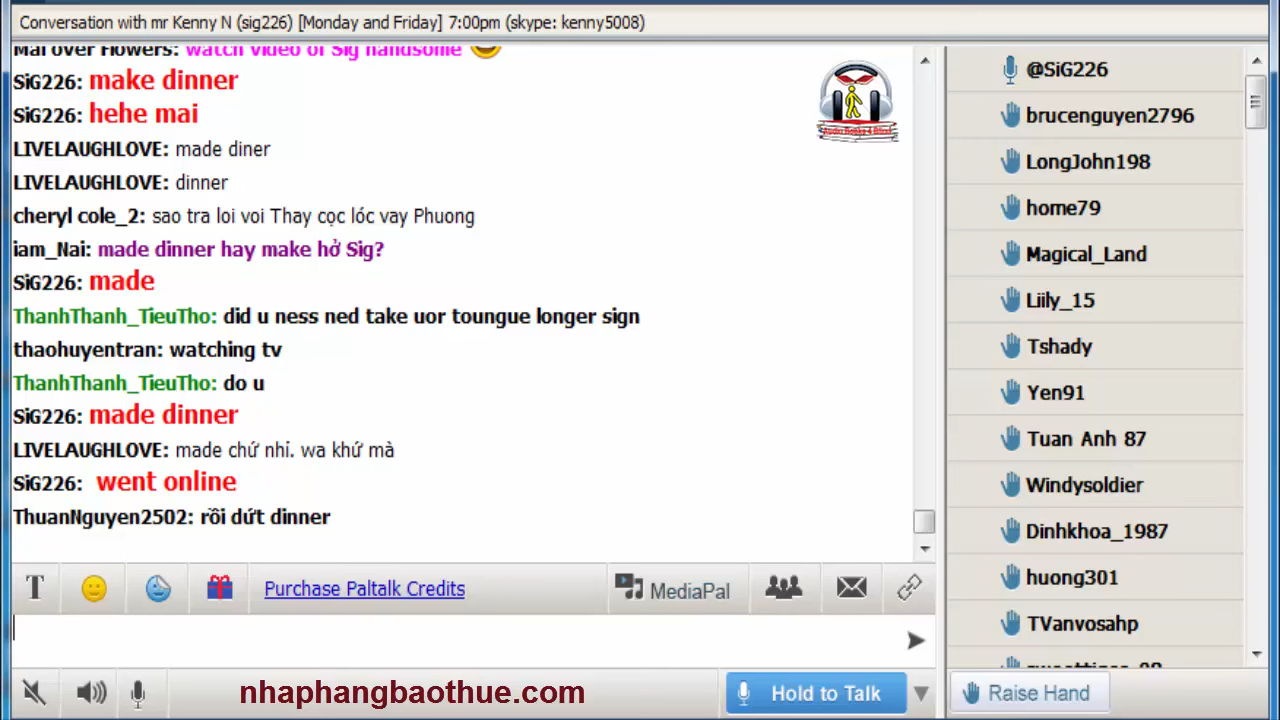 Conversation with mr Kenny N (sig226) [Monday and Friday] 7:00pm (skype: kenny5008)
Mai over Flowers: watch video of Sig handsome
SiG226: make dinner
SiG226: hehe mai
LIVELAUGHLOVE: made diner
LIVELAUGHLOVE: dinner
cheryl cole_2: sao tra loi voi Thay cọc lóc vay Phuong
iam_Nai: made dinner hay make hở Sig?
SiG226: made
ThanhThanh_TieuTho: did u ness ned take uor toungue longer sign
thaohuyentran: watching tv
ThanhThanh_TieuTho: do u
SiG226: made dinner
LIVELAUGHLOVE: made chứ nhỉ. wa khứ mà
SiG226: went online
ThuanNguyen2502: rồi dứt dinner
Audio Books 4 Blind
T
Purchase Paltalk Credits
MediaPal
nhaphangbaothue.com
Hold to Talk
@SiG226
brucenguyen2796
LongJohn198
home79
Magical_Land
Liily_15
Tshady
Yen91
Tuan Anh 87
Windysoldier
Dinhkhoa_1987
huong301
TVanvosahp
Raise Hand